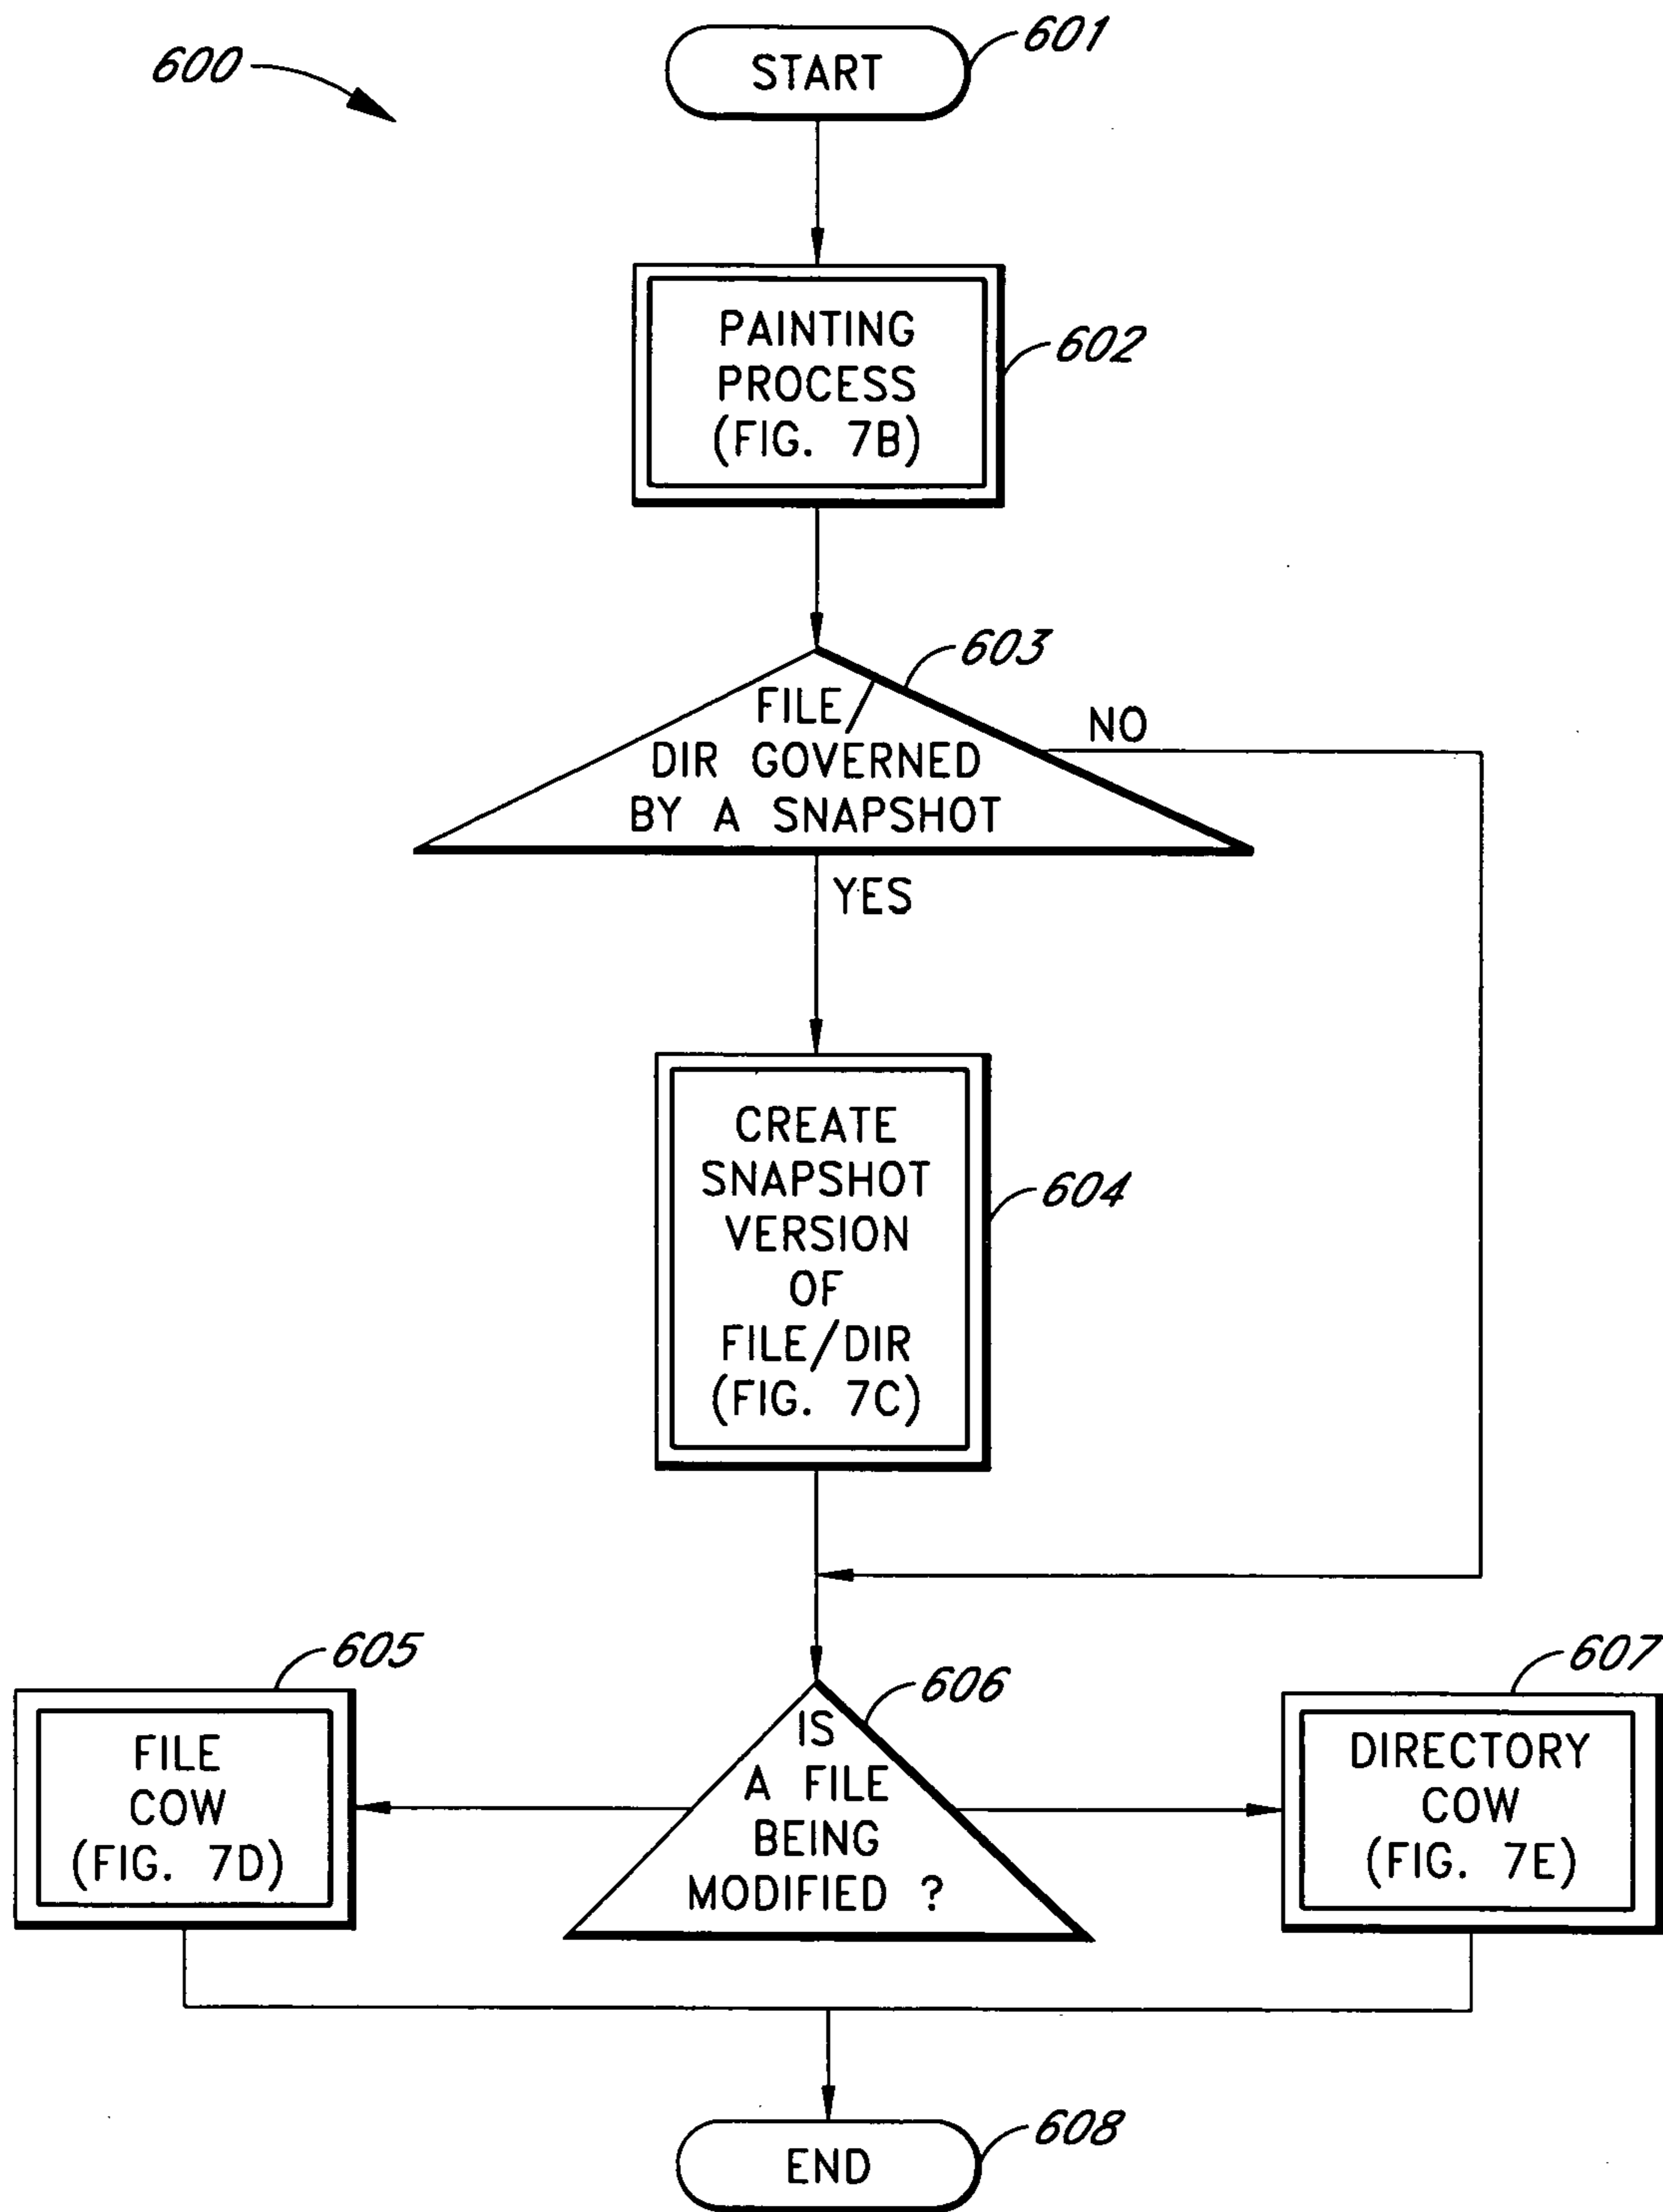 600
START
601
PAINTING
PROCESS
(FIG. 7B)
602
603
FILE/
DIR GOVERNED
BY A SNAPSHOT
NO
YES
CREATE
SNAPSHOT
VERSION
OF
FILE/DIR
(FIG. 7C)
604
605
FILE
COW
(FIG. 7D)
606
IS
A FILE
BEING
MODIFIED ?
607
DIRECTORY
COW
(FIG. 7E)
END
608